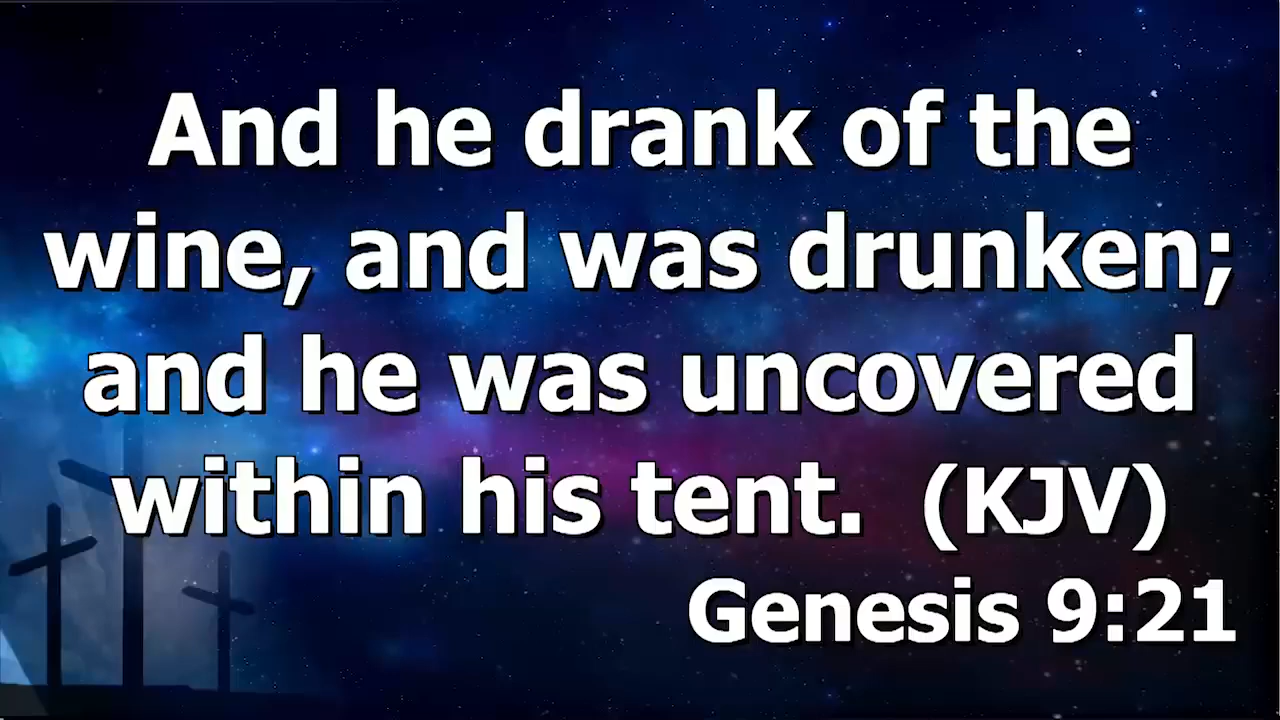 And he drank of the
wine, and was drunken;
and he was uncovered
within his tent. (KJV)
Genesis 9:21